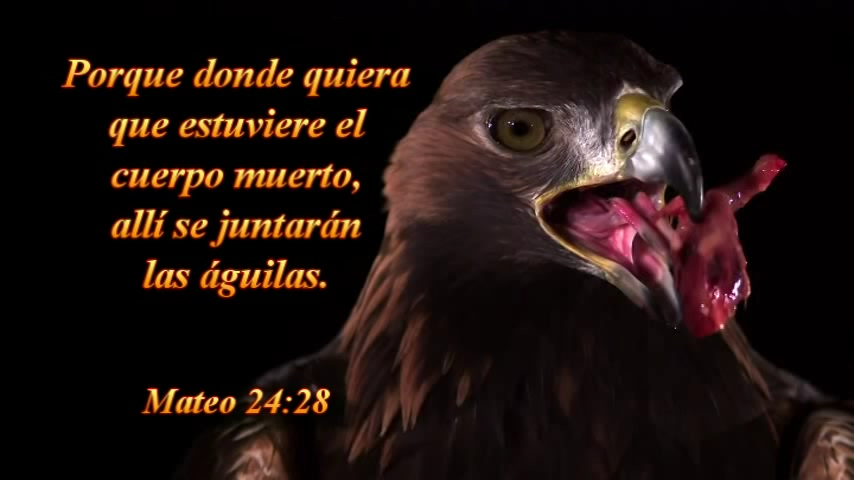 Porque donde quiera
que estuviere el
cuerpo muerto,
allí se juntarán
las águilas.
Mateo 24:28